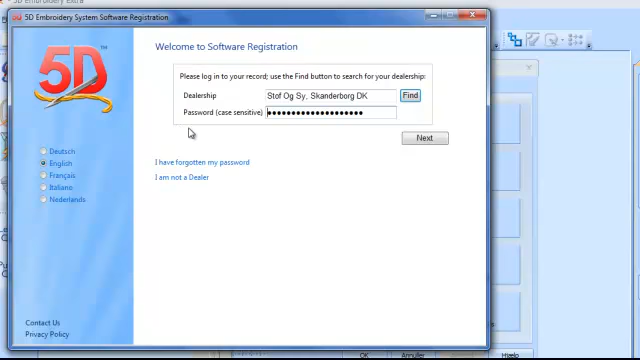 5D Embroidery Extra
5D Embroidery System Software Registration
5D TM
Welcome to Software Registration
Please log in to your record; use the Find button to search for your dealership:
Dealership Stof Og Sy, Skanderborg DK Find
Password (case sensitive) ••••••••••••••••••••
Next
I have forgotten my password
I am not a Dealer
Deutsch
English
Français
Italiano
Nederlands
Contact Us
Privacy Policy
OK Annuller Hjælp